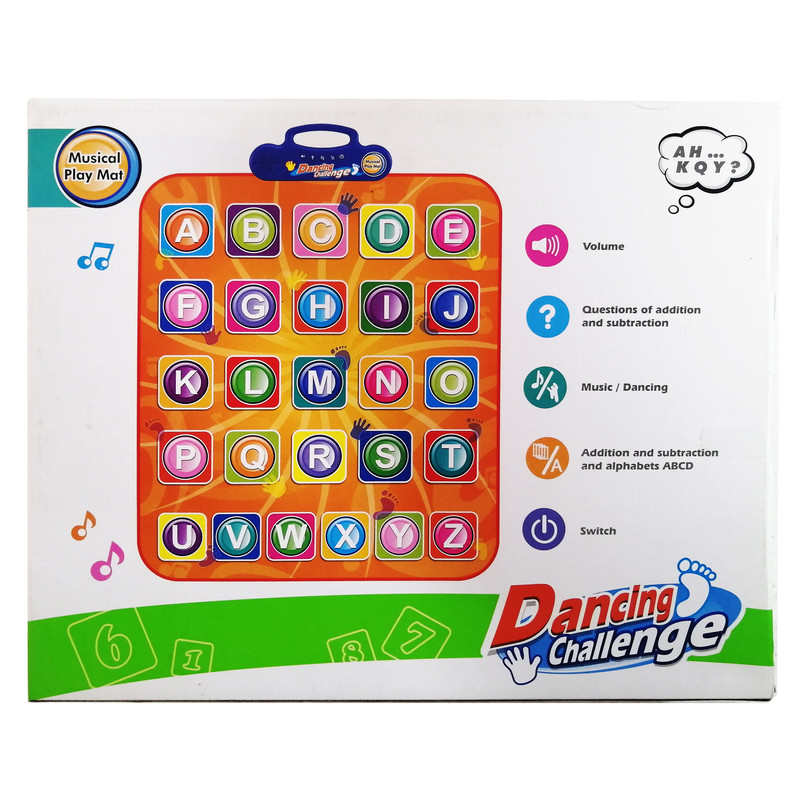 Musical
Play Mat
Dancing
Challenge
Musical
Play Mat
AH ...
KQY?
A B C D E
F G H I J
K L M N O
P Q R S T
U V W X Y Z
Volume
?
Questions of addition
and subtraction
Music / Dancing
A
Addition and subtraction
and alphabets ABCD
Switch
Dancing
Challenge
6 1 8 7